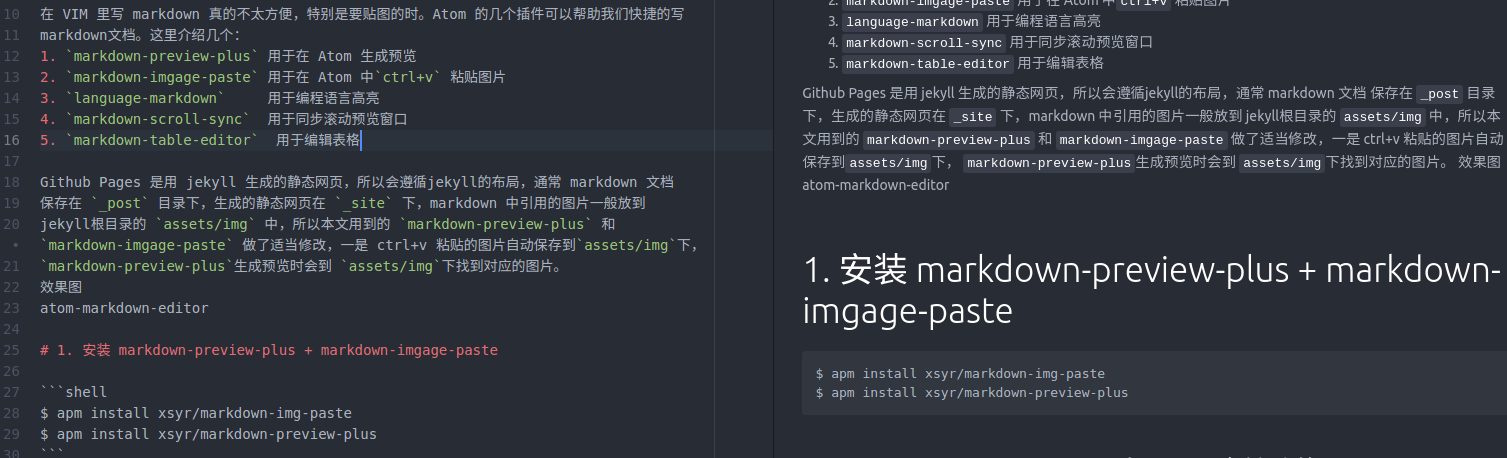 10 在 VIM 里写 markdown 真的不太方便，特别是要贴图的时。Atom 的几个插件可以帮助我们快捷的写
11 markdown文档。这里介绍几个：
12 1. `markdown-preview-plus` 用于在 Atom 生成预览
13 2. `markdown-imgage-paste` 用于在 Atom 中`ctrl+v` 粘贴图片
14 3. `language-markdown` 用于编程语言高亮
15 4. `markdown-scroll-sync` 用于同步滚动预览窗口
16 5. `markdown-table-editor` 用于编辑表格
17
18 Github Pages 是用 jekyll 生成的静态网页，所以会遵循jekyll的布局，通常 markdown 文档
19 保存在 `_post` 目录下，生成的静态网页在 `_site` 下，markdown 中引用的图片一般放到
20 jekyll根目录的 `assets/img` 中，所以本文用到的 `markdown-preview-plus` 和
• `markdown-imgage-paste` 做了适当修改，一是 ctrl+v 粘贴的图片自动保存到`assets/img`下，
21 `markdown-preview-plus`生成预览时会到 `assets/img`下找到对应的图片。
22 效果图
23 atom-markdown-editor
24
25 # 1. 安装 markdown-preview-plus + markdown-imgage-paste
26
27 ```shell
28 $ apm install xsyr/markdown-img-paste
29 $ apm install xsyr/markdown-preview-plus
30 ```
2. markdown-imgage-paste 用于在 Atom 中 ctrl+v 粘贴图片
3. language-markdown 用于编程语言高亮
4. markdown-scroll-sync 用于同步滚动预览窗口
5. markdown-table-editor 用于编辑表格
Github Pages 是用 jekyll 生成的静态网页，所以会遵循jekyll的布局，通常 markdown 文档 保存在 _post 目录
下，生成的静态网页在 _site 下，markdown 中引用的图片一般放到 jekyll根目录的 assets/img 中，所以本
文用到的 markdown-preview-plus 和 markdown-imgage-paste 做了适当修改，一是 ctrl+v 粘贴的图片自动
保存到 assets/img 下， markdown-preview-plus 生成预览时会到 assets/img 下找到对应的图片。 效果图
atom-markdown-editor
1. 安装 markdown-preview-plus + markdown-
imgage-paste
$ apm install xsyr/markdown-img-paste
$ apm install xsyr/markdown-preview-plus